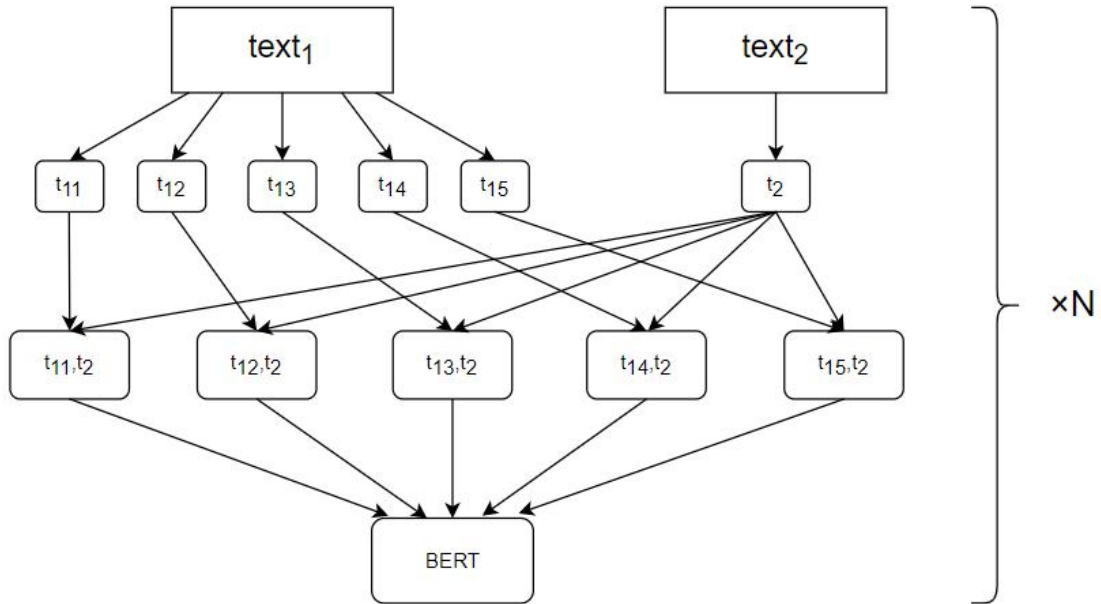 text₁ text₂
t₁₁ t₁₂ t₁₃ t₁₄ t₁₅ t₂
×N
t₁₁,t₂ t₁₂,t₂ t₁₃,t₂ t₁₄,t₂ t₁₅,t₂
BERT